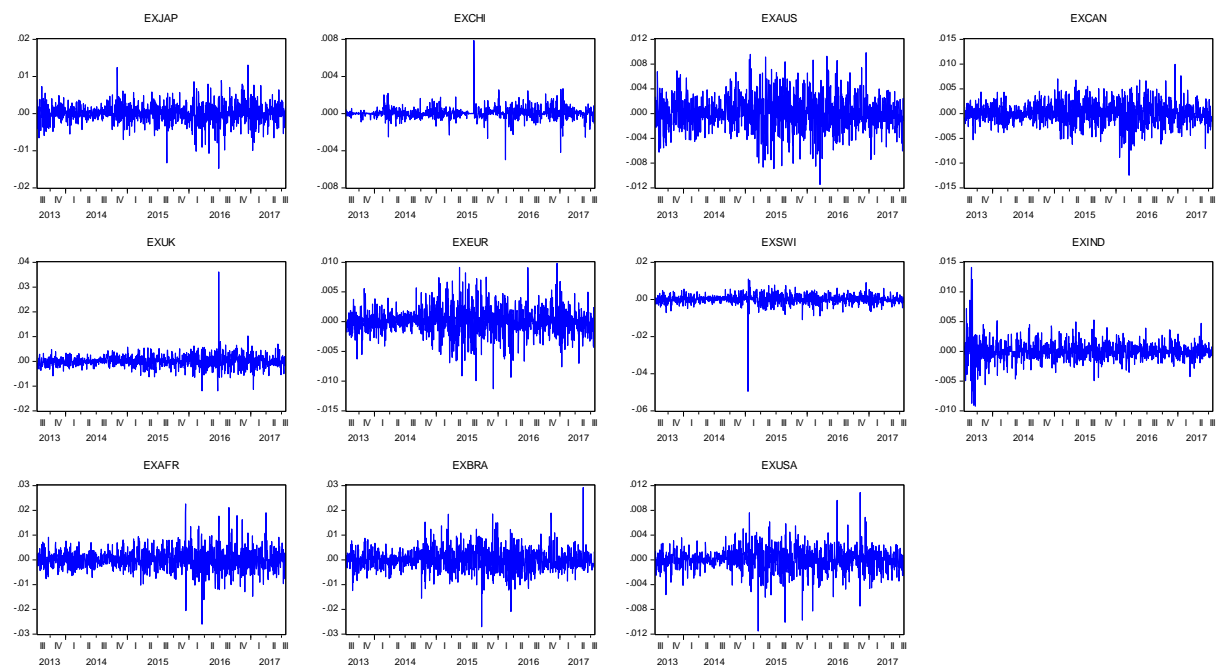 EXJAP
.02
.01
.00
-.01
-.02
III IV I II III IV I II III IV I II III IV I II III
2013 2014 2015 2016 2017
EXCHI
.008
.004
.000
-.004
-.008
III IV I II III IV I II III IV I II III IV I II III
2013 2014 2015 2016 2017
EXAUS
.012
.008
.004
.000
-.004
-.008
-.012
III IV I II III IV I II III IV I II III IV I II III
2013 2014 2015 2016 2017
EXCAN
.015
.010
.005
.000
-.005
-.010
-.015
III IV I II III IV I II III IV I II III IV I II III
2013 2014 2015 2016 2017
EXUK
.04
.03
.02
.01
.00
-.01
-.02
III IV I II III IV I II III IV I II III IV I II III
2013 2014 2015 2016 2017
EXEUR
.010
.005
.000
-.005
-.010
-.015
III IV I II III IV I II III IV I II III IV I II III
2013 2014 2015 2016 2017
EXSWI
.02
.00
-.02
-.04
-.06
III IV I II III IV I II III IV I II III IV I II III
2013 2014 2015 2016 2017
EXIND
.015
.010
.005
.000
-.005
-.010
III IV I II III IV I II III IV I II III IV I II III
2013 2014 2015 2016 2017
EXAFR
.03
.02
.01
.00
-.01
-.02
-.03
III IV I II III IV I II III IV I II III IV I II III
2013 2014 2015 2016 2017
EXBRA
.03
.02
.01
.00
-.01
-.02
-.03
III IV I II III IV I II III IV I II III IV I II III
2013 2014 2015 2016 2017
EXUSA
.012
.008
.004
.000
-.004
-.008
-.012
III IV I II III IV I II III IV I II III IV I II III
2013 2014 2015 2016 2017